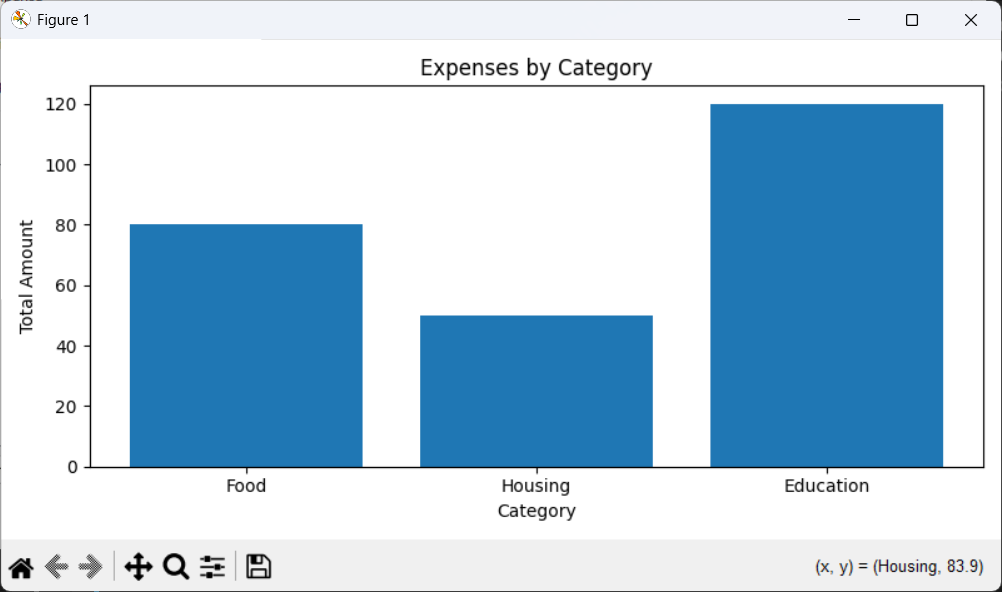 Figure 1
Expenses by Category
120
100
80
60
40
20
0
Total Amount
Food Housing Education
Category
(x, y) = (Housing, 83.9)